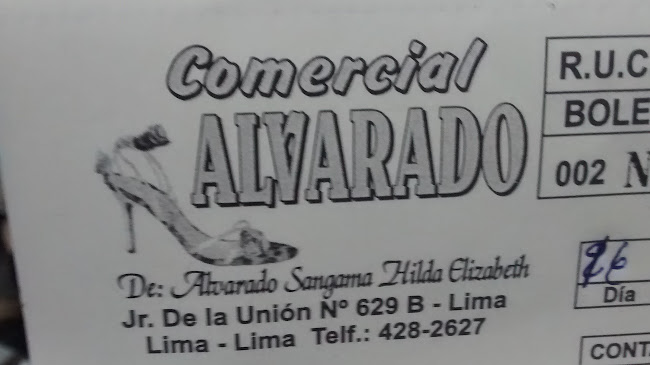 Comercial
ALVARADO
De: Alvarado Sangama Hilda Elizabeth
Jr. De la Unión Nº 629 B - Lima
Lima - Lima Telf.: 428-2627
R.U.C
BOLE
002 N
26
Día
CONT